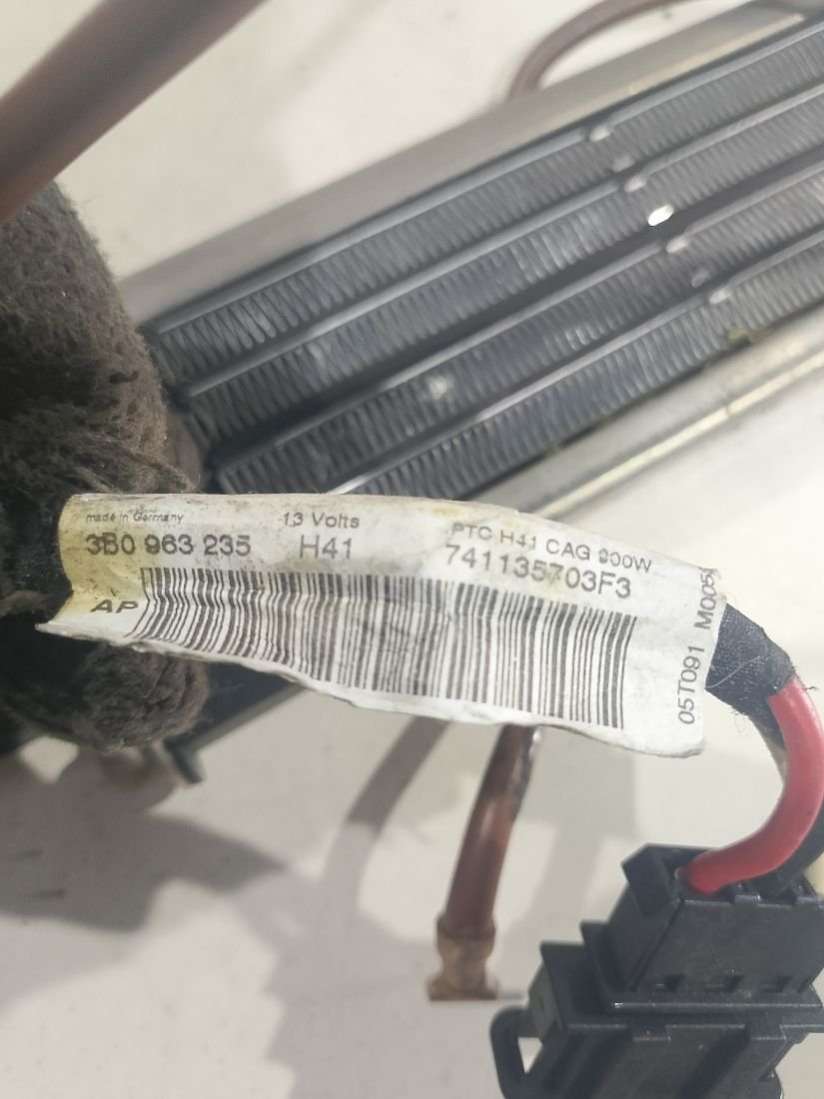 made in Germany 13 Volts PTC H41 CAG 900W
3B0 963 235 H41 741135703F3
AP
05T091 M005